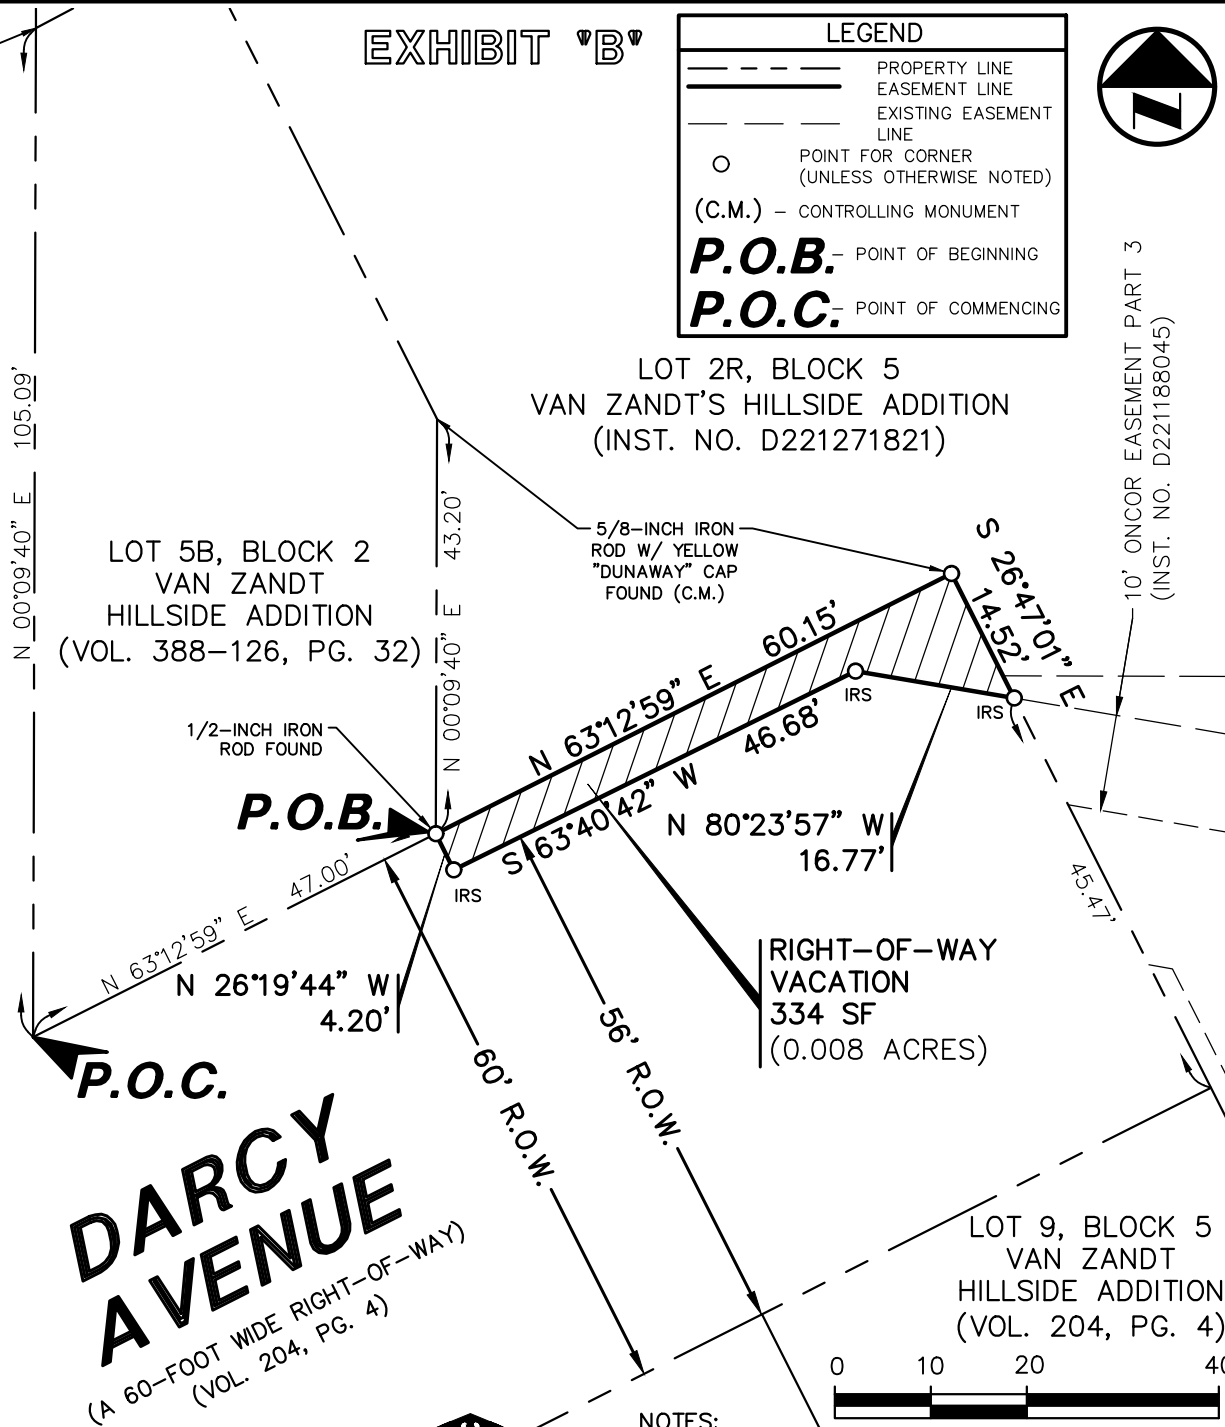 EXHIBIT "B"
LEGEND
PROPERTY LINE
EASEMENT LINE
EXISTING EASEMENT
LINE
POINT FOR CORNER
(UNLESS OTHERWISE NOTED)
(C.M.) – CONTROLLING MONUMENT
P.O.B. – POINT OF BEGINNING
P.O.C. – POINT OF COMMENCING
LOT 2R, BLOCK 5
VAN ZANDT'S HILLSIDE ADDITION
(INST. NO. D221271821)
10' ONCOR EASEMENT PART 3
(INST. NO. D221188045)
N 00°09'40" E 105.09'
N 00°09'40" E 43.20'
LOT 5B, BLOCK 2
VAN ZANDT
HILLSIDE ADDITION
(VOL. 388–126, PG. 32)
5/8–INCH IRON
ROD W/ YELLOW
"DUNAWAY" CAP
FOUND (C.M.)
S 26°47'01" E
14.52'
N 63°12'59" E 60.15'
IRS
IRS
1/2–INCH IRON
ROD FOUND
P.O.B.
S 63°40'42" W 46.68'
N 80°23'57" W
16.77'
IRS
N 63°12'59" E 47.00'
45.47'
N 26°19'44" W
4.20'
RIGHT–OF–WAY
VACATION
334 SF
(0.008 ACRES)
60' R.O.W.
56' R.O.W.
P.O.C.
DARCY
AVENUE
(A 60–FOOT WIDE RIGHT–OF–WAY)
(VOL. 204, PG. 4)
LOT 9, BLOCK 5
VAN ZANDT
HILLSIDE ADDITION
(VOL. 204, PG. 4)
0 10 20 40
NOTES: